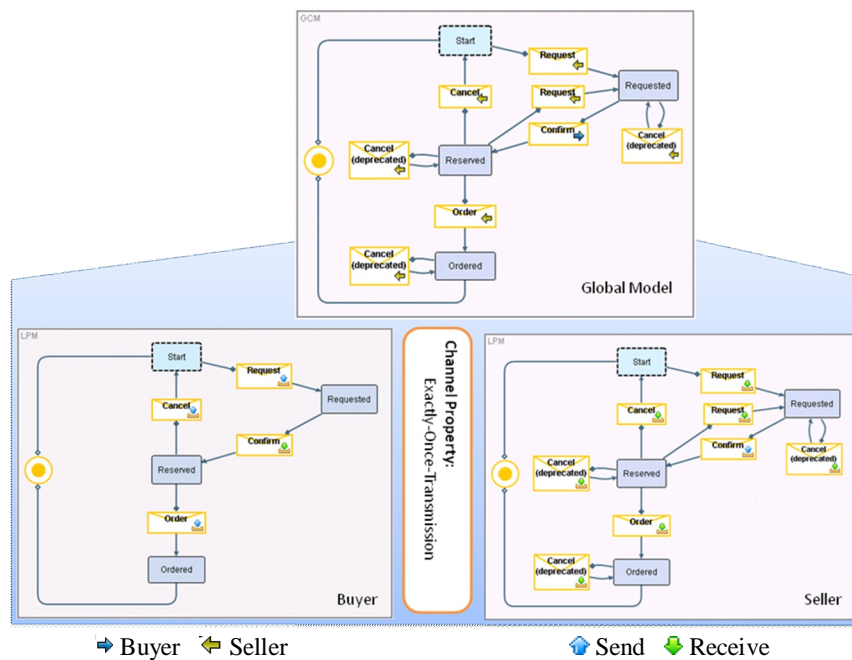 GCM
Start
Request
Requested
Cancel
Request
Confirm
Cancel
(deprecated)
Cancel
(deprecated)
Reserved
Order
Cancel
(deprecated)
Ordered
Global Model
LPM
Start
Request
Requested
Cancel
Confirm
Reserved
Order
Ordered
Buyer
Channel Property:
Exactly-Once-Transmission
LPM
Start
Request
Requested
Cancel
Request
Confirm
Cancel
(deprecated)
Cancel
(deprecated)
Reserved
Order
Cancel
(deprecated)
Ordered
Seller
Buyer Seller
Send Receive